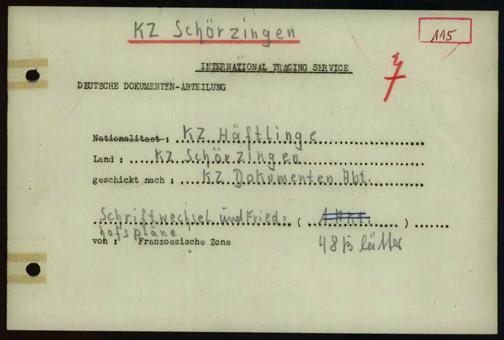 KZ Schörzingen
115
INTERNATIONAL TRACING SERVICE
7
DEUTSCHE DOKUMENTEN-ABTEILUNG
Nationalitaet: KZ Häftlinge
Land: KZ Schörzingen
geschickt nach: KZ Dokumenten Abt.
Schriftwechsel und Fried= ( )
hofspläne
von: Franzoesische Zone 48 Blätter